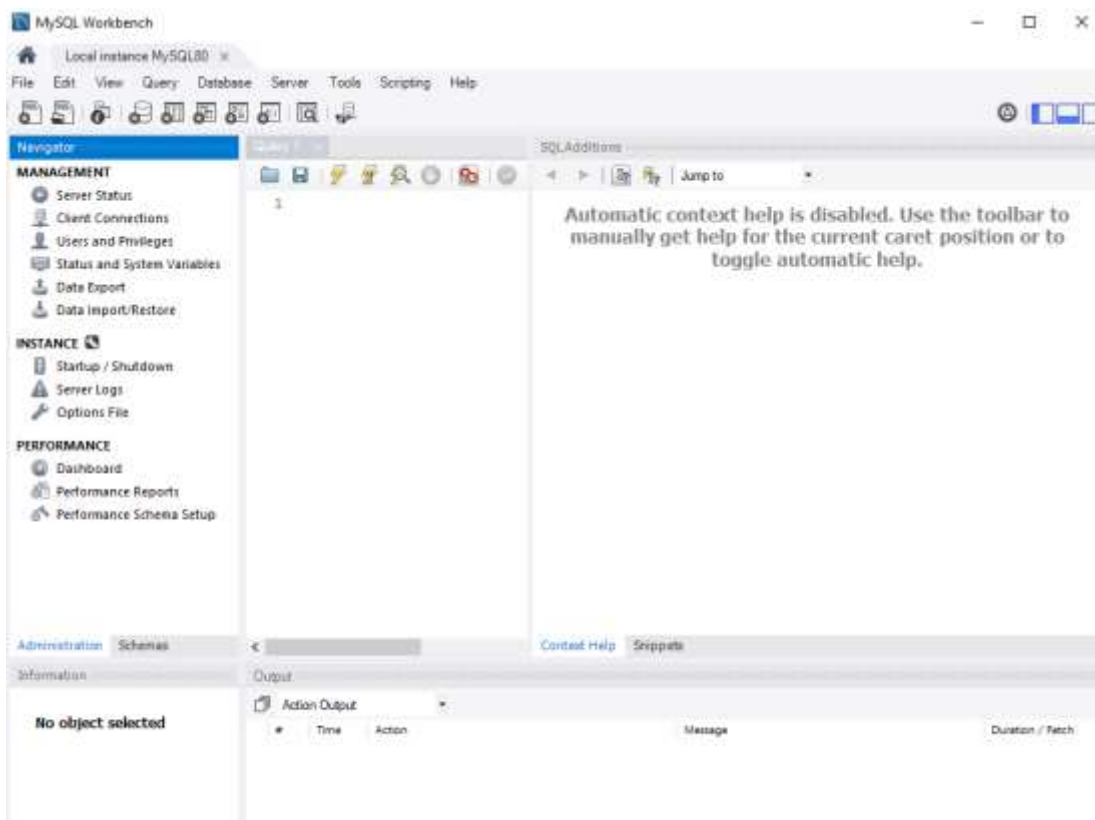 MySQL Workbench
Local instance MySQL80
File Edit View Query Database Server Tools Scripting Help
Navigator
MANAGEMENT
Server Status
Client Connections
Users and Privileges
Status and System Variables
Data Export
Data Import/Restore
INSTANCE
Startup / Shutdown
Server Logs
Options File
PERFORMANCE
Dashboard
Performance Reports
Performance Schema Setup
Administration Schemas
Query 1
1
SQLAdditions
Jump to
Automatic context help is disabled. Use the toolbar to
manually get help for the current caret position or to
toggle automatic help.
Context Help Snippets
Information
No object selected
Output
Action Output
# Time Action Message Duration / Fetch